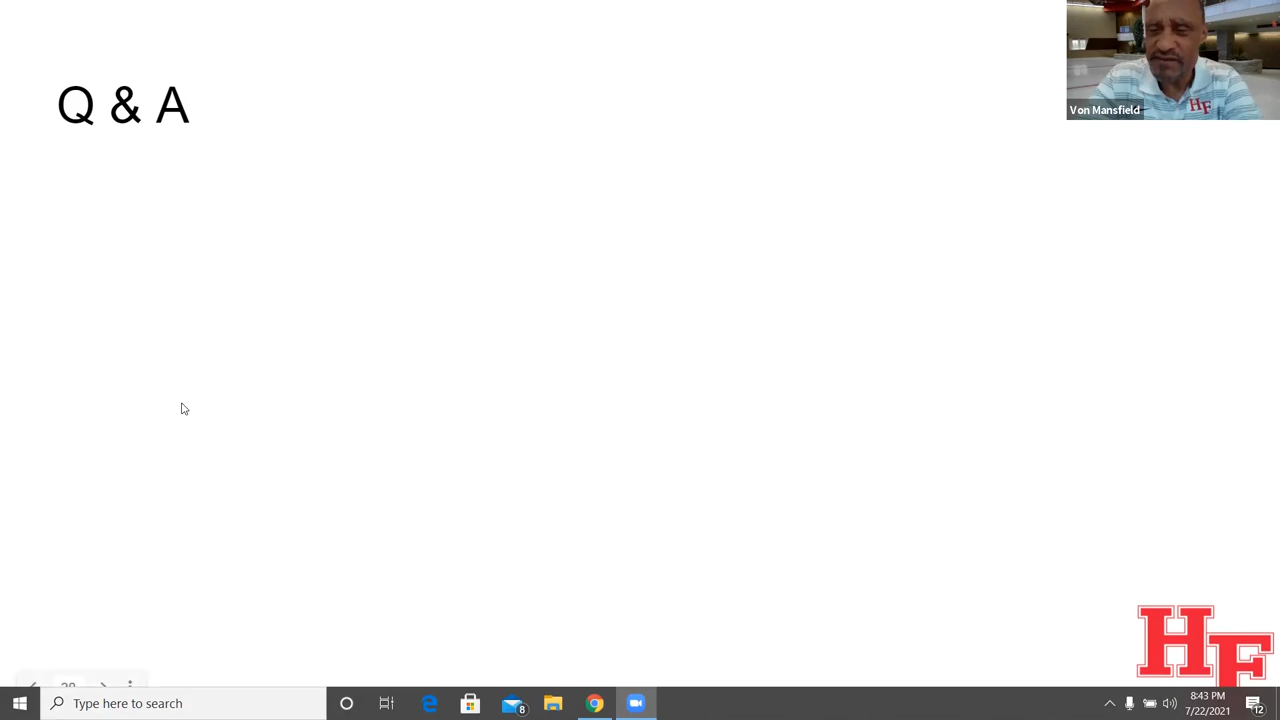 Q & A
HF
Von Mansfield
HF
Type here to search
8
8:43 PM
7/22/2021
12